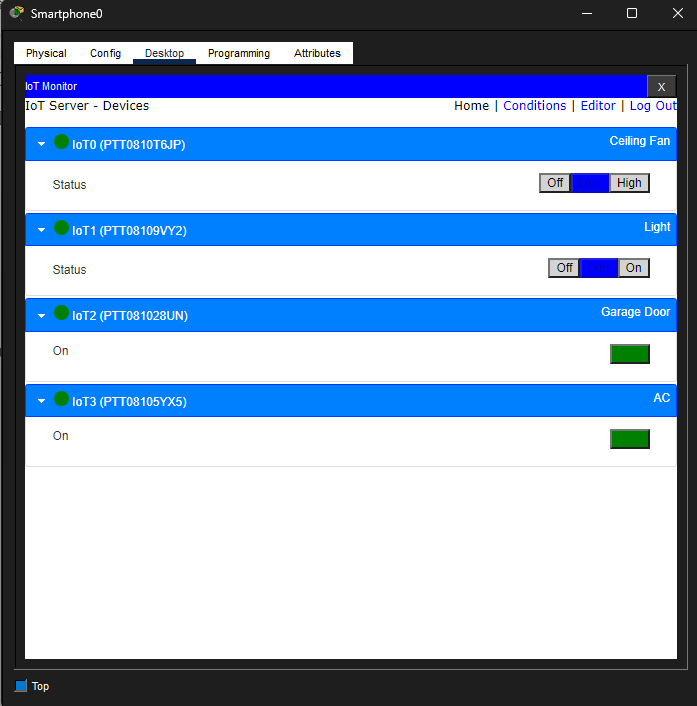 Smartphone0
Physical Config Desktop Programming Attributes
IoT Monitor X
IoT Server - Devices Home | Conditions | Editor | Log Out
IoT0 (PTT0810T6JP) Ceiling Fan
Status Off High
IoT1 (PTT08109VY2) Light
Status Off On
IoT2 (PTT081028UN) Garage Door
On
IoT3 (PTT08105YX5) AC
On
Top